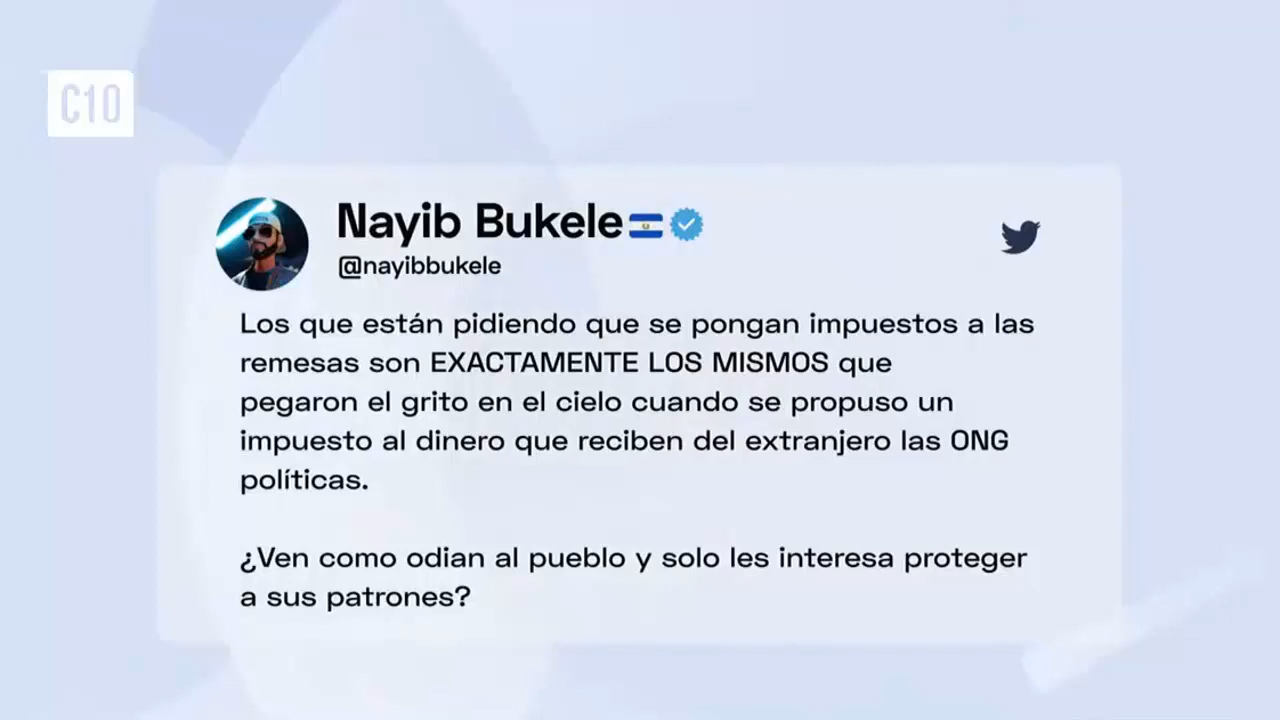 C10
Nayib Bukele
@nayibbukele
Los que están pidiendo que se pongan impuestos a las
remesas son EXACTAMENTE LOS MISMOS que
pegaron el grito en el cielo cuando se propuso un
impuesto al dinero que reciben del extranjero las ONG
políticas.
¿Ven como odian al pueblo y solo les interesa proteger
a sus patrones?